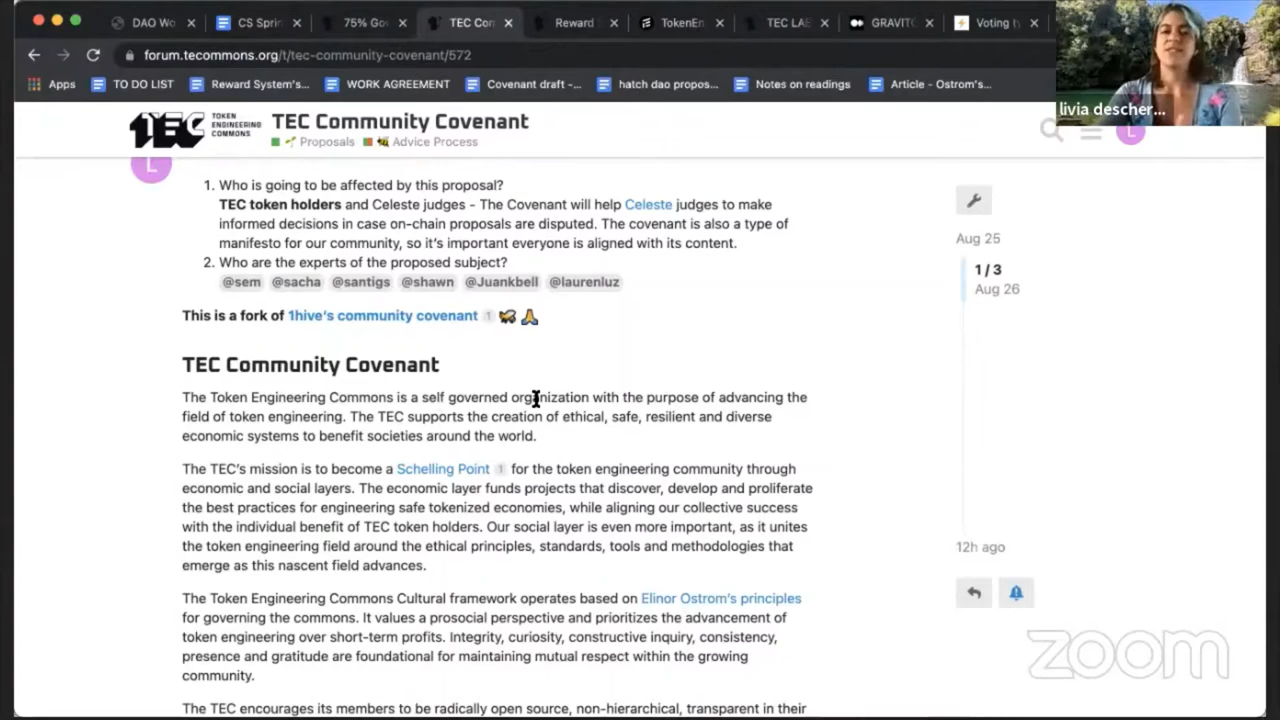 DAO Wo
CS Sprin
75% Go
TEC Com
Reward
TokenEn
TEC LAB
GRAVIT
Voting
forum.tecommons.org/t/tec-community-covenant/572
Apps
TO DO LIST
Reward System's...
WORK AGREEMENT
Covenant draft -...
hatch dao propos...
Notes on readings
Article - Ostrom's...
livia descher...
TEC
TOKEN
ENGINEERING
COMMONS
TEC Community Covenant
Proposals
Advice Process
L
L
1. Who is going to be affected by this proposal?
TEC token holders and Celeste judges - The Covenant will help Celeste judges to make
informed decisions in case on-chain proposals are disputed. The covenant is also a type of
manifesto for our community, so it's important everyone is aligned with its content.
2. Who are the experts of the proposed subject?
@sem @sacha @santigs @shawn @Juankbell @laurenluz
This is a fork of 1hive's community covenant 1
Aug 25
1 / 3
Aug 26
12h ago
TEC Community Covenant
The Token Engineering Commons is a self governed organization with the purpose of advancing the
field of token engineering. The TEC supports the creation of ethical, safe, resilient and diverse
economic systems to benefit societies around the world.
The TEC's mission is to become a Schelling Point 1 for the token engineering community through
economic and social layers. The economic layer funds projects that discover, develop and proliferate
the best practices for engineering safe tokenized economies, while aligning our collective success
with the individual benefit of TEC token holders. Our social layer is even more important, as it unites
the token engineering field around the ethical principles, standards, tools and methodologies that
emerge as this nascent field advances.
The Token Engineering Commons Cultural framework operates based on Elinor Ostrom's principles
for governing the commons. It values a prosocial perspective and prioritizes the advancement of
token engineering over short-term profits. Integrity, curiosity, constructive inquiry, consistency,
presence and gratitude are foundational for maintaining mutual respect within the growing
community.
The TEC encourages its members to be radically open source, non-hierarchical, transparent in their
zoom